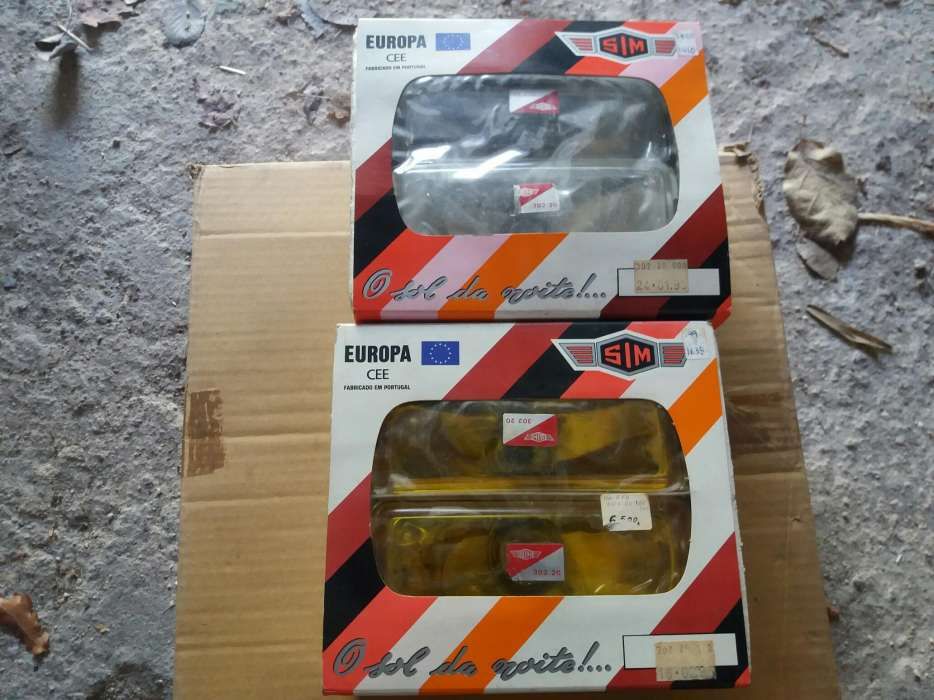 EUROPA
CEE
FABRICADO EM PORTUGAL
SIM
302 20
O sol da noite!...
EUROPA
CEE
FABRICADO EM PORTUGAL
SIM
302 20
302 20
6.500,
O sol da noite!...